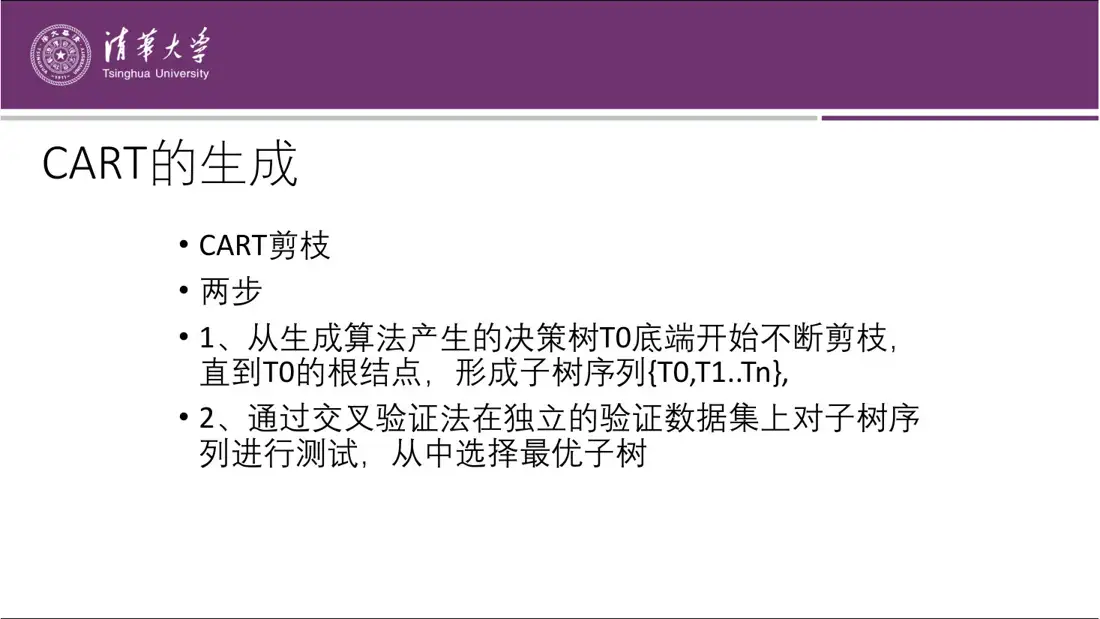 清华大学
Tsinghua University
CART的生成
• CART剪枝
• 两步
• 1、从生成算法产生的决策树T0底端开始不断剪枝,
直到T0的根结点，形成子树序列{T0,T1..Tn},
• 2、通过交叉验证法在独立的验证数据集上对子树序
列进行测试，从中选择最优子树